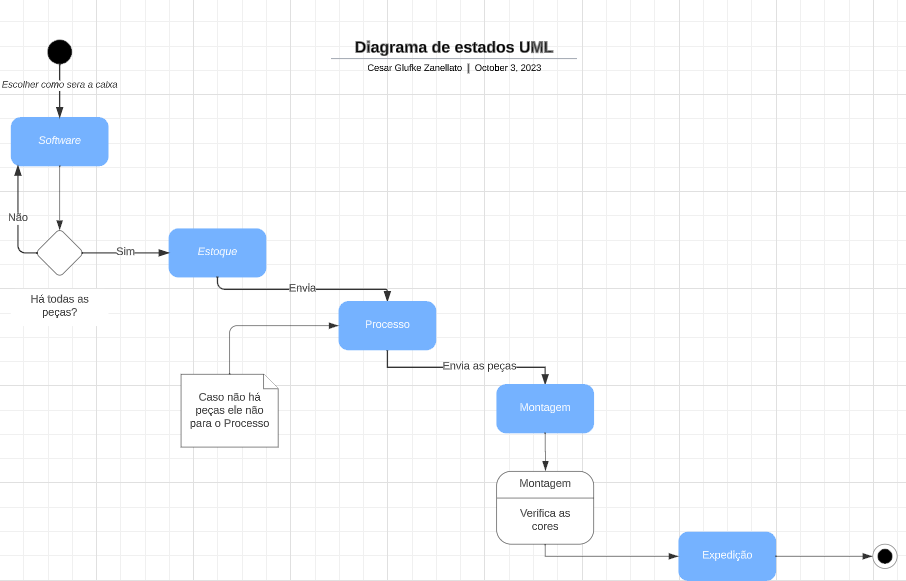 Diagrama de estados UML
Cesar Glufke Zanellato | October 3, 2023
Escolher como sera a caixa
Software
Não
Sim
Estoque
Há todas as
peças?
Envia
Processo
Caso não há
peças ele não
para o Processo
Envia as peças
Montagem
Montagem
Verifica as
cores
Expedição